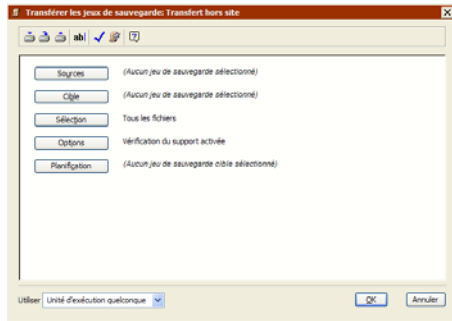 Transférer les jeux de sauvegarde: Transfert hors site
ab|
Sources (Aucun jeu de sauvegarde sélectionné)
Cible (Aucun jeu de sauvegarde sélectionné)
Sélection Tous les fichiers
Options Vérification du support activée
Planification (Aucun jeu de sauvegarde cible sélectionné)
Utiliser Unité d'exécution quelconque OK Annuler